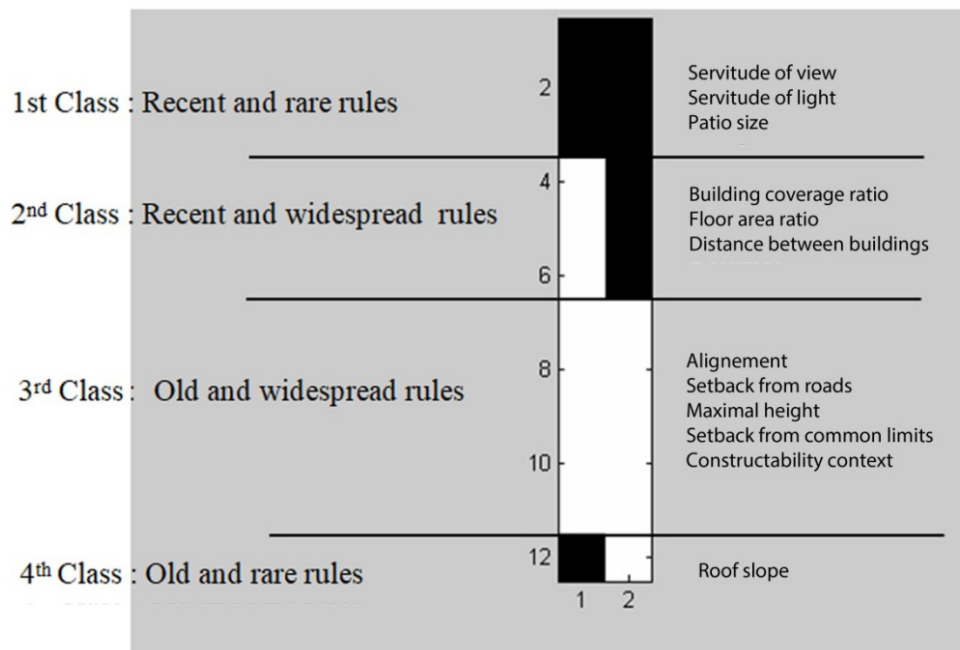 1st Class : Recent and rare rules
2
Servitude of view
Servitude of light
Patio size
4
2nd Class : Recent and widespread rules
Building coverage ratio
Floor area ratio
Distance between buildings
6
8
3rd Class : Old and widespread rules
Alignement
Setback from roads
Maximal height
Setback from common limits
Constructability context
10
12
4th Class : Old and rare rules
Roof slope
1 2